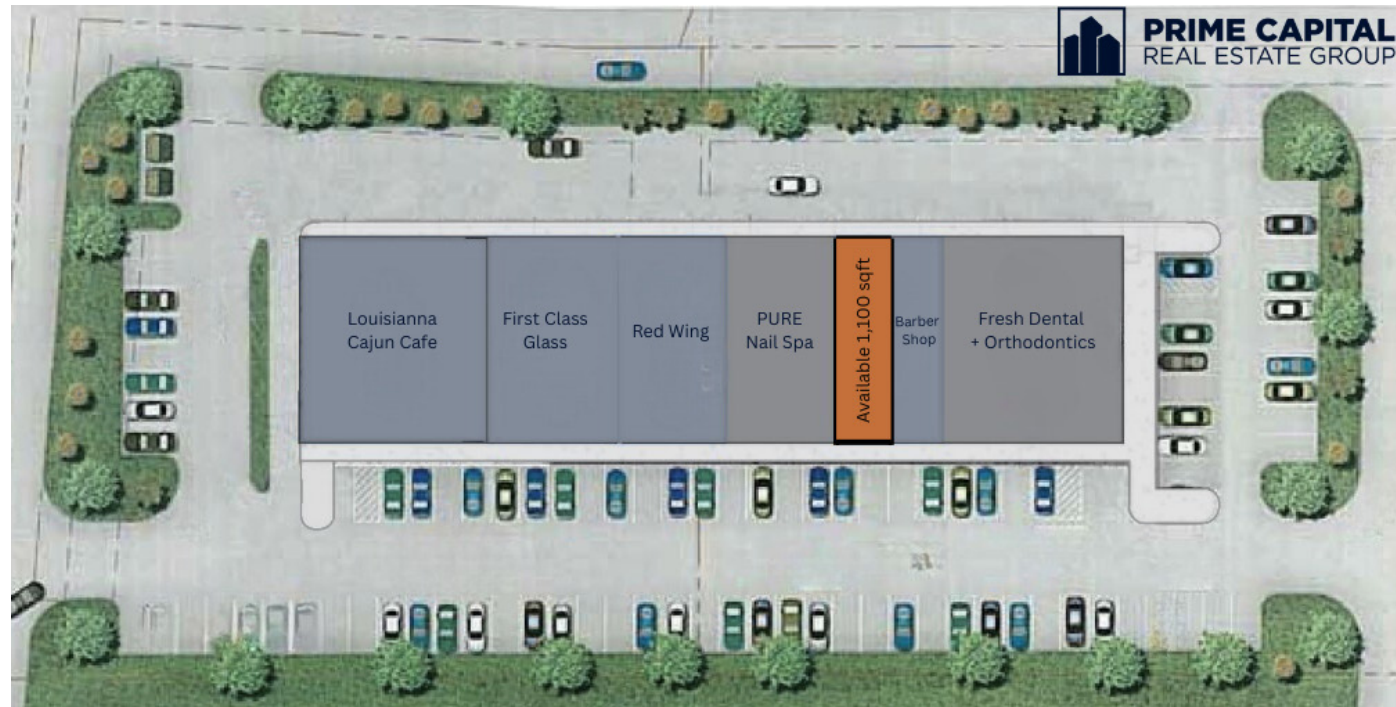 PRIME CAPITAL
REAL ESTATE GROUP
Louisianna
Cajun Cafe
First Class
Glass
Red Wing
PURE
Nail Spa
Available 1,100 sqft
Barber
Shop
Fresh Dental
+ Orthodontics